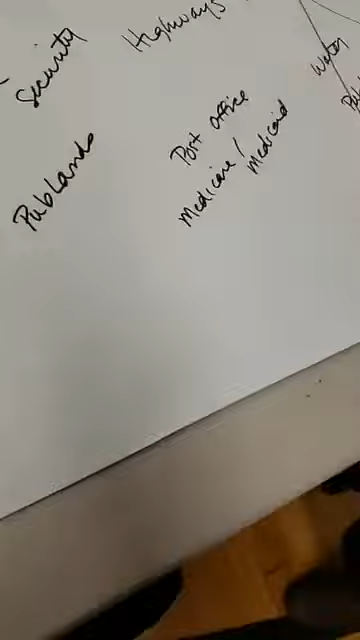 Security
Highways
Water
PubLands
Post office
Medicare /
Medicaid